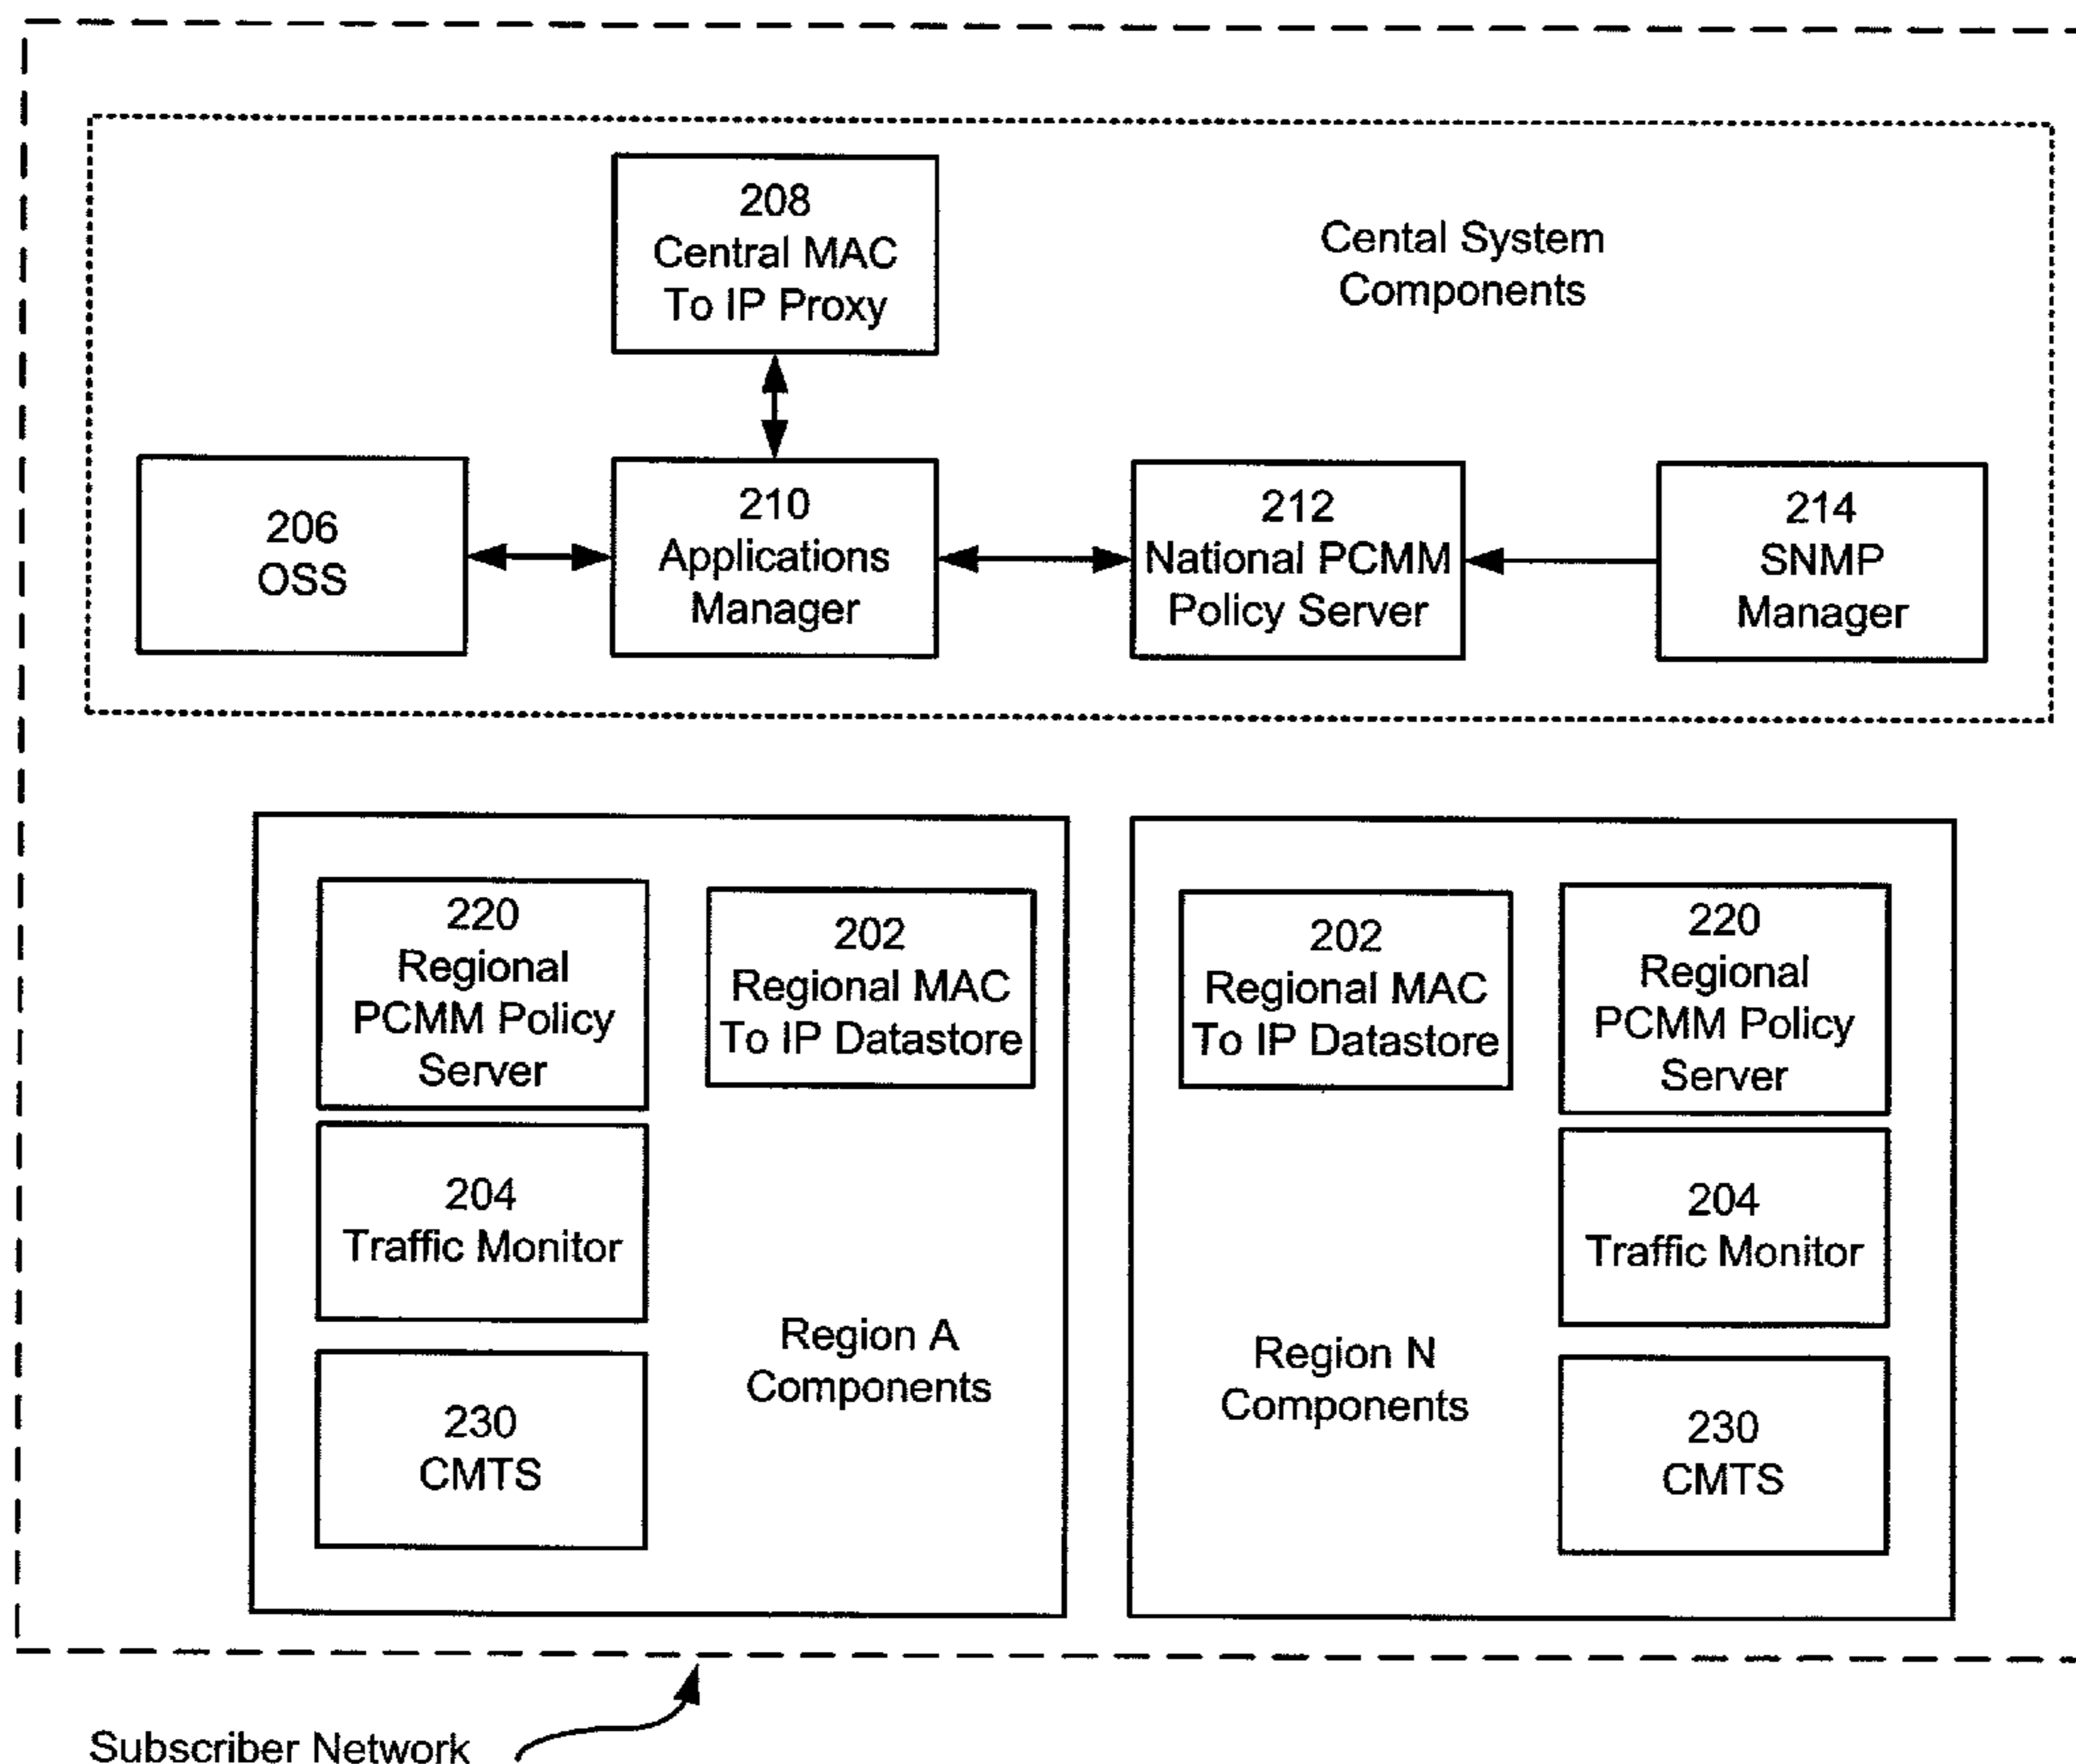 208
Central MAC
To IP Proxy
Cental System
Components
206
OSS
210
Applications
Manager
212
National PCMM
Policy Server
214
SNMP
Manager
220
Regional
PCMM Policy
Server
202
Regional MAC
To IP Datastore
204
Traffic Monitor
Region A
Components
230
CMTS
202
Regional MAC
To IP Datastore
220
Regional
PCMM Policy
Server
204
Traffic Monitor
Region N
Components
230
CMTS
Subscriber Network